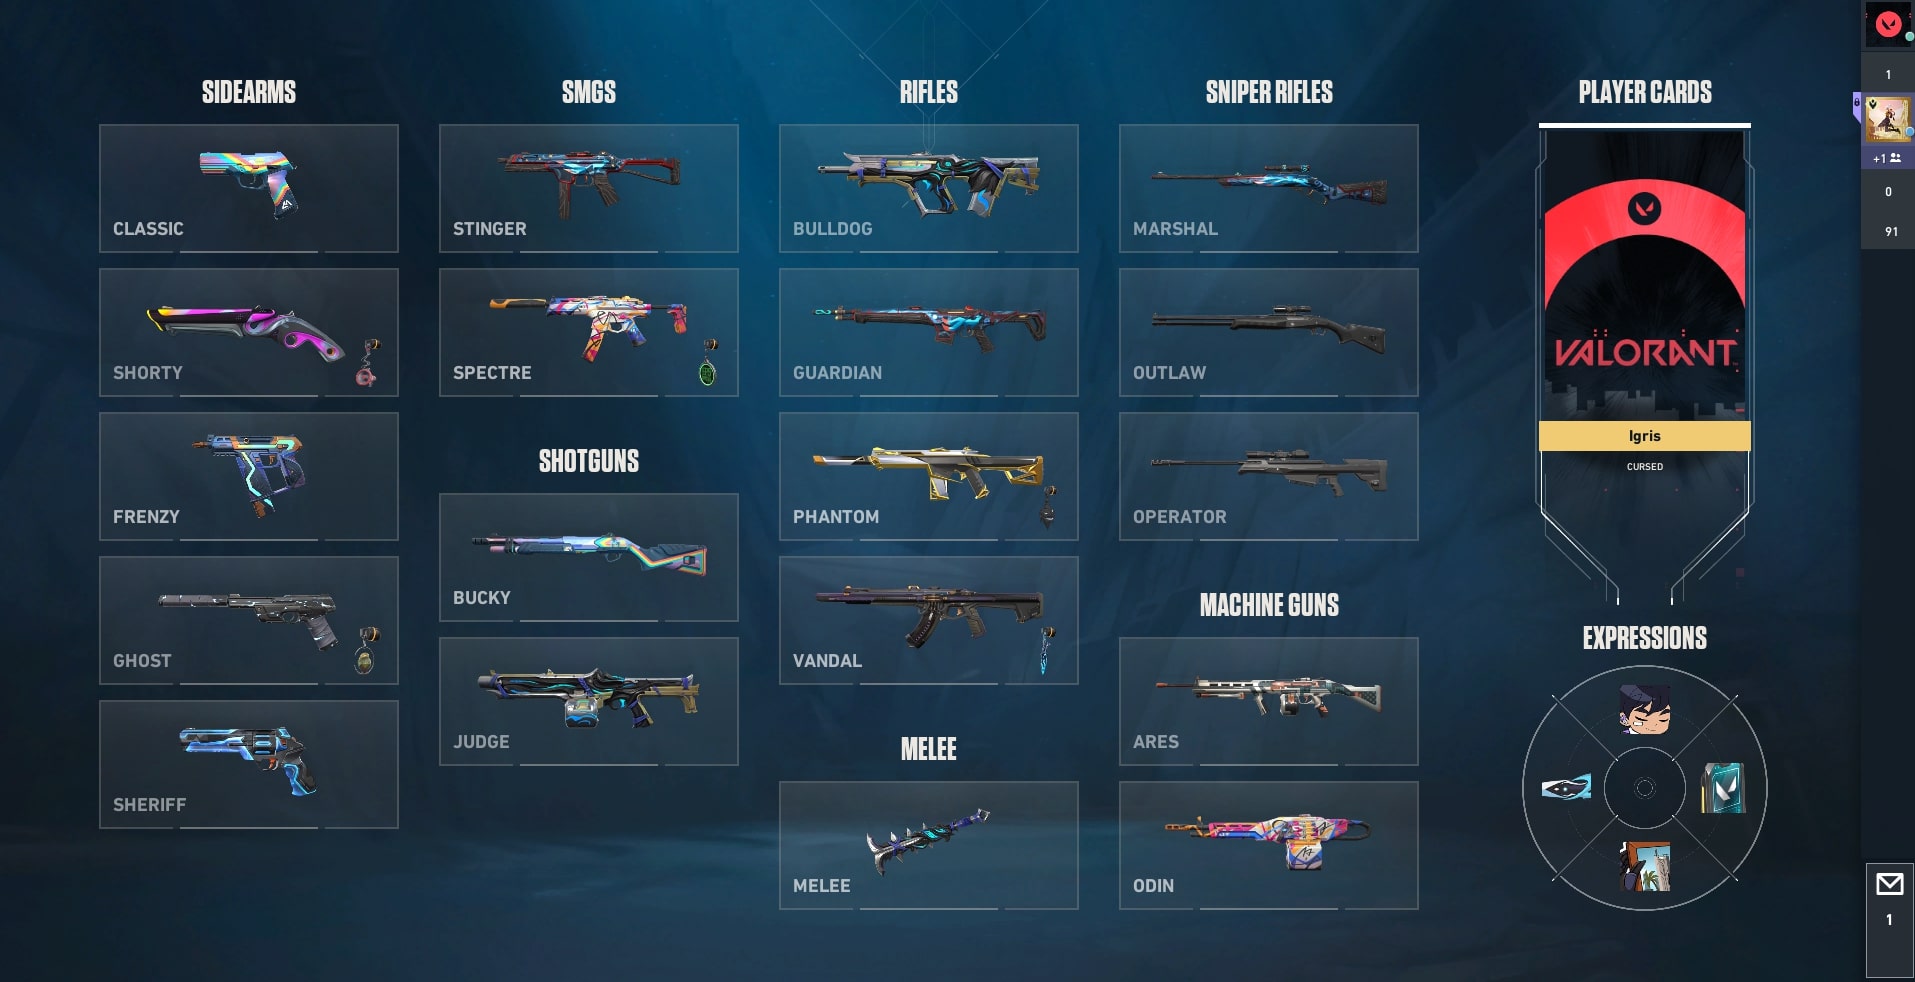 SIDEARMS
CLASSIC
SHORTY
FRENZY
GHOST
SHERIFF
SMGS
STINGER
SPECTRE
SHOTGUNS
BUCKY
JUDGE
RIFLES
BULLDOG
GUARDIAN
PHANTOM
VANDAL
MELEE
MELEE
SNIPER RIFLES
MARSHAL
OUTLAW
OPERATOR
MACHINE GUNS
ARES
ODIN
PLAYER CARDS
VALORANT
Igris
CURSED
EXPRESSIONS
1
+1
0
91
1